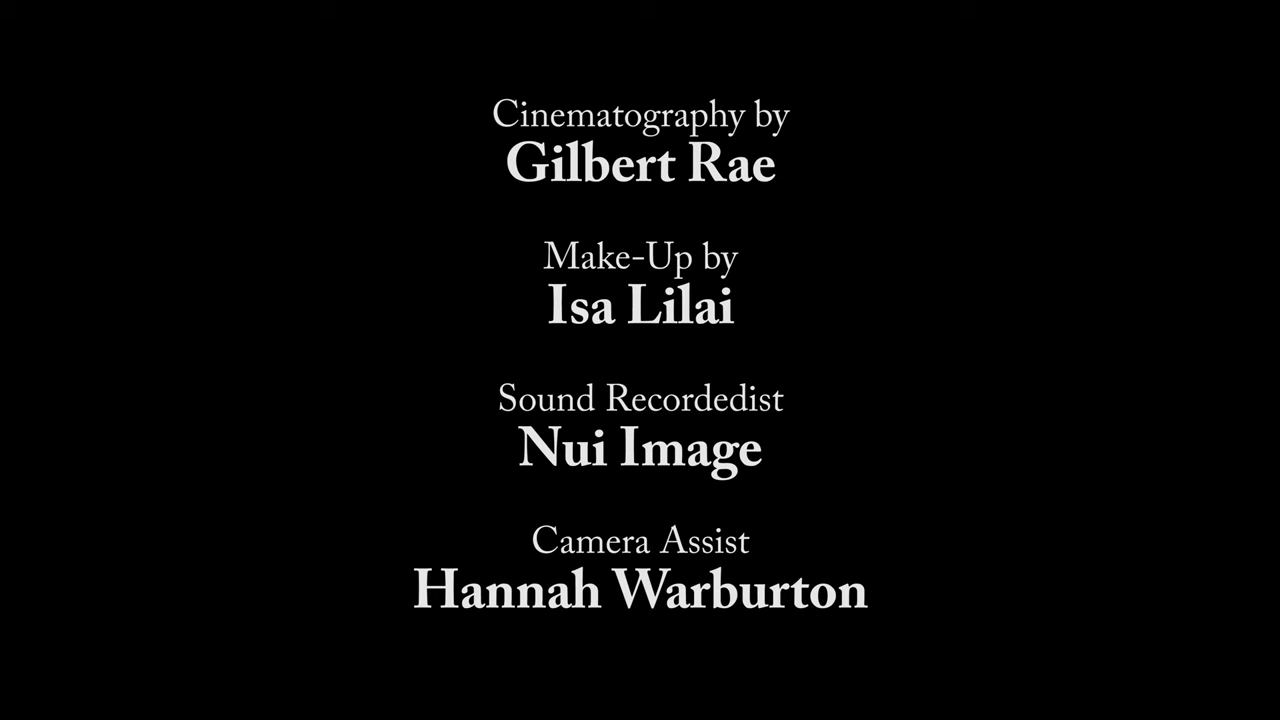 Cinematography by
Gilbert Rae
Make-Up by
Isa Lilai
Sound Recordedist
Nui Image
Camera Assist
Hannah Warburton